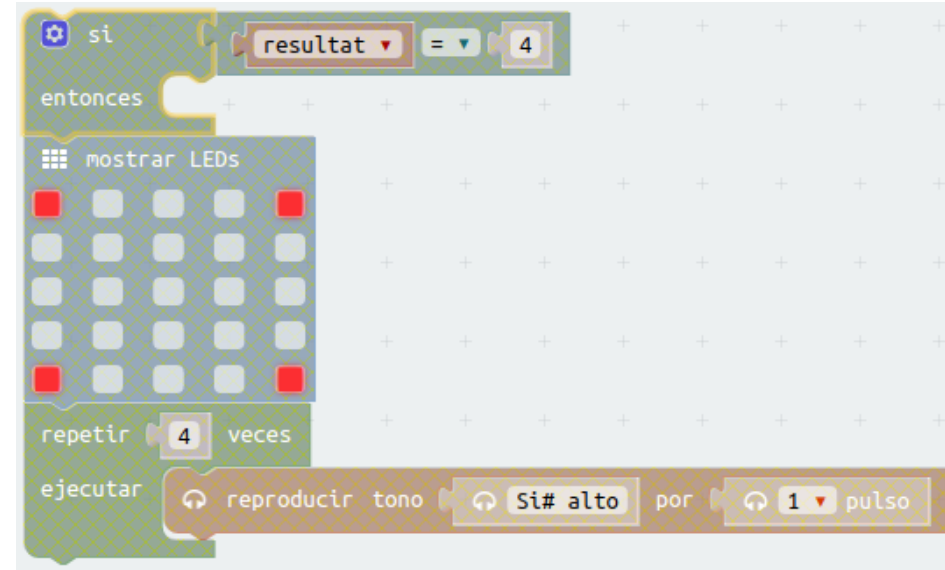 si resultat = 4
entonces
mostrar LEDs
repetir 4 veces
ejecutar reproducir tono Si# alto por 1 pulso